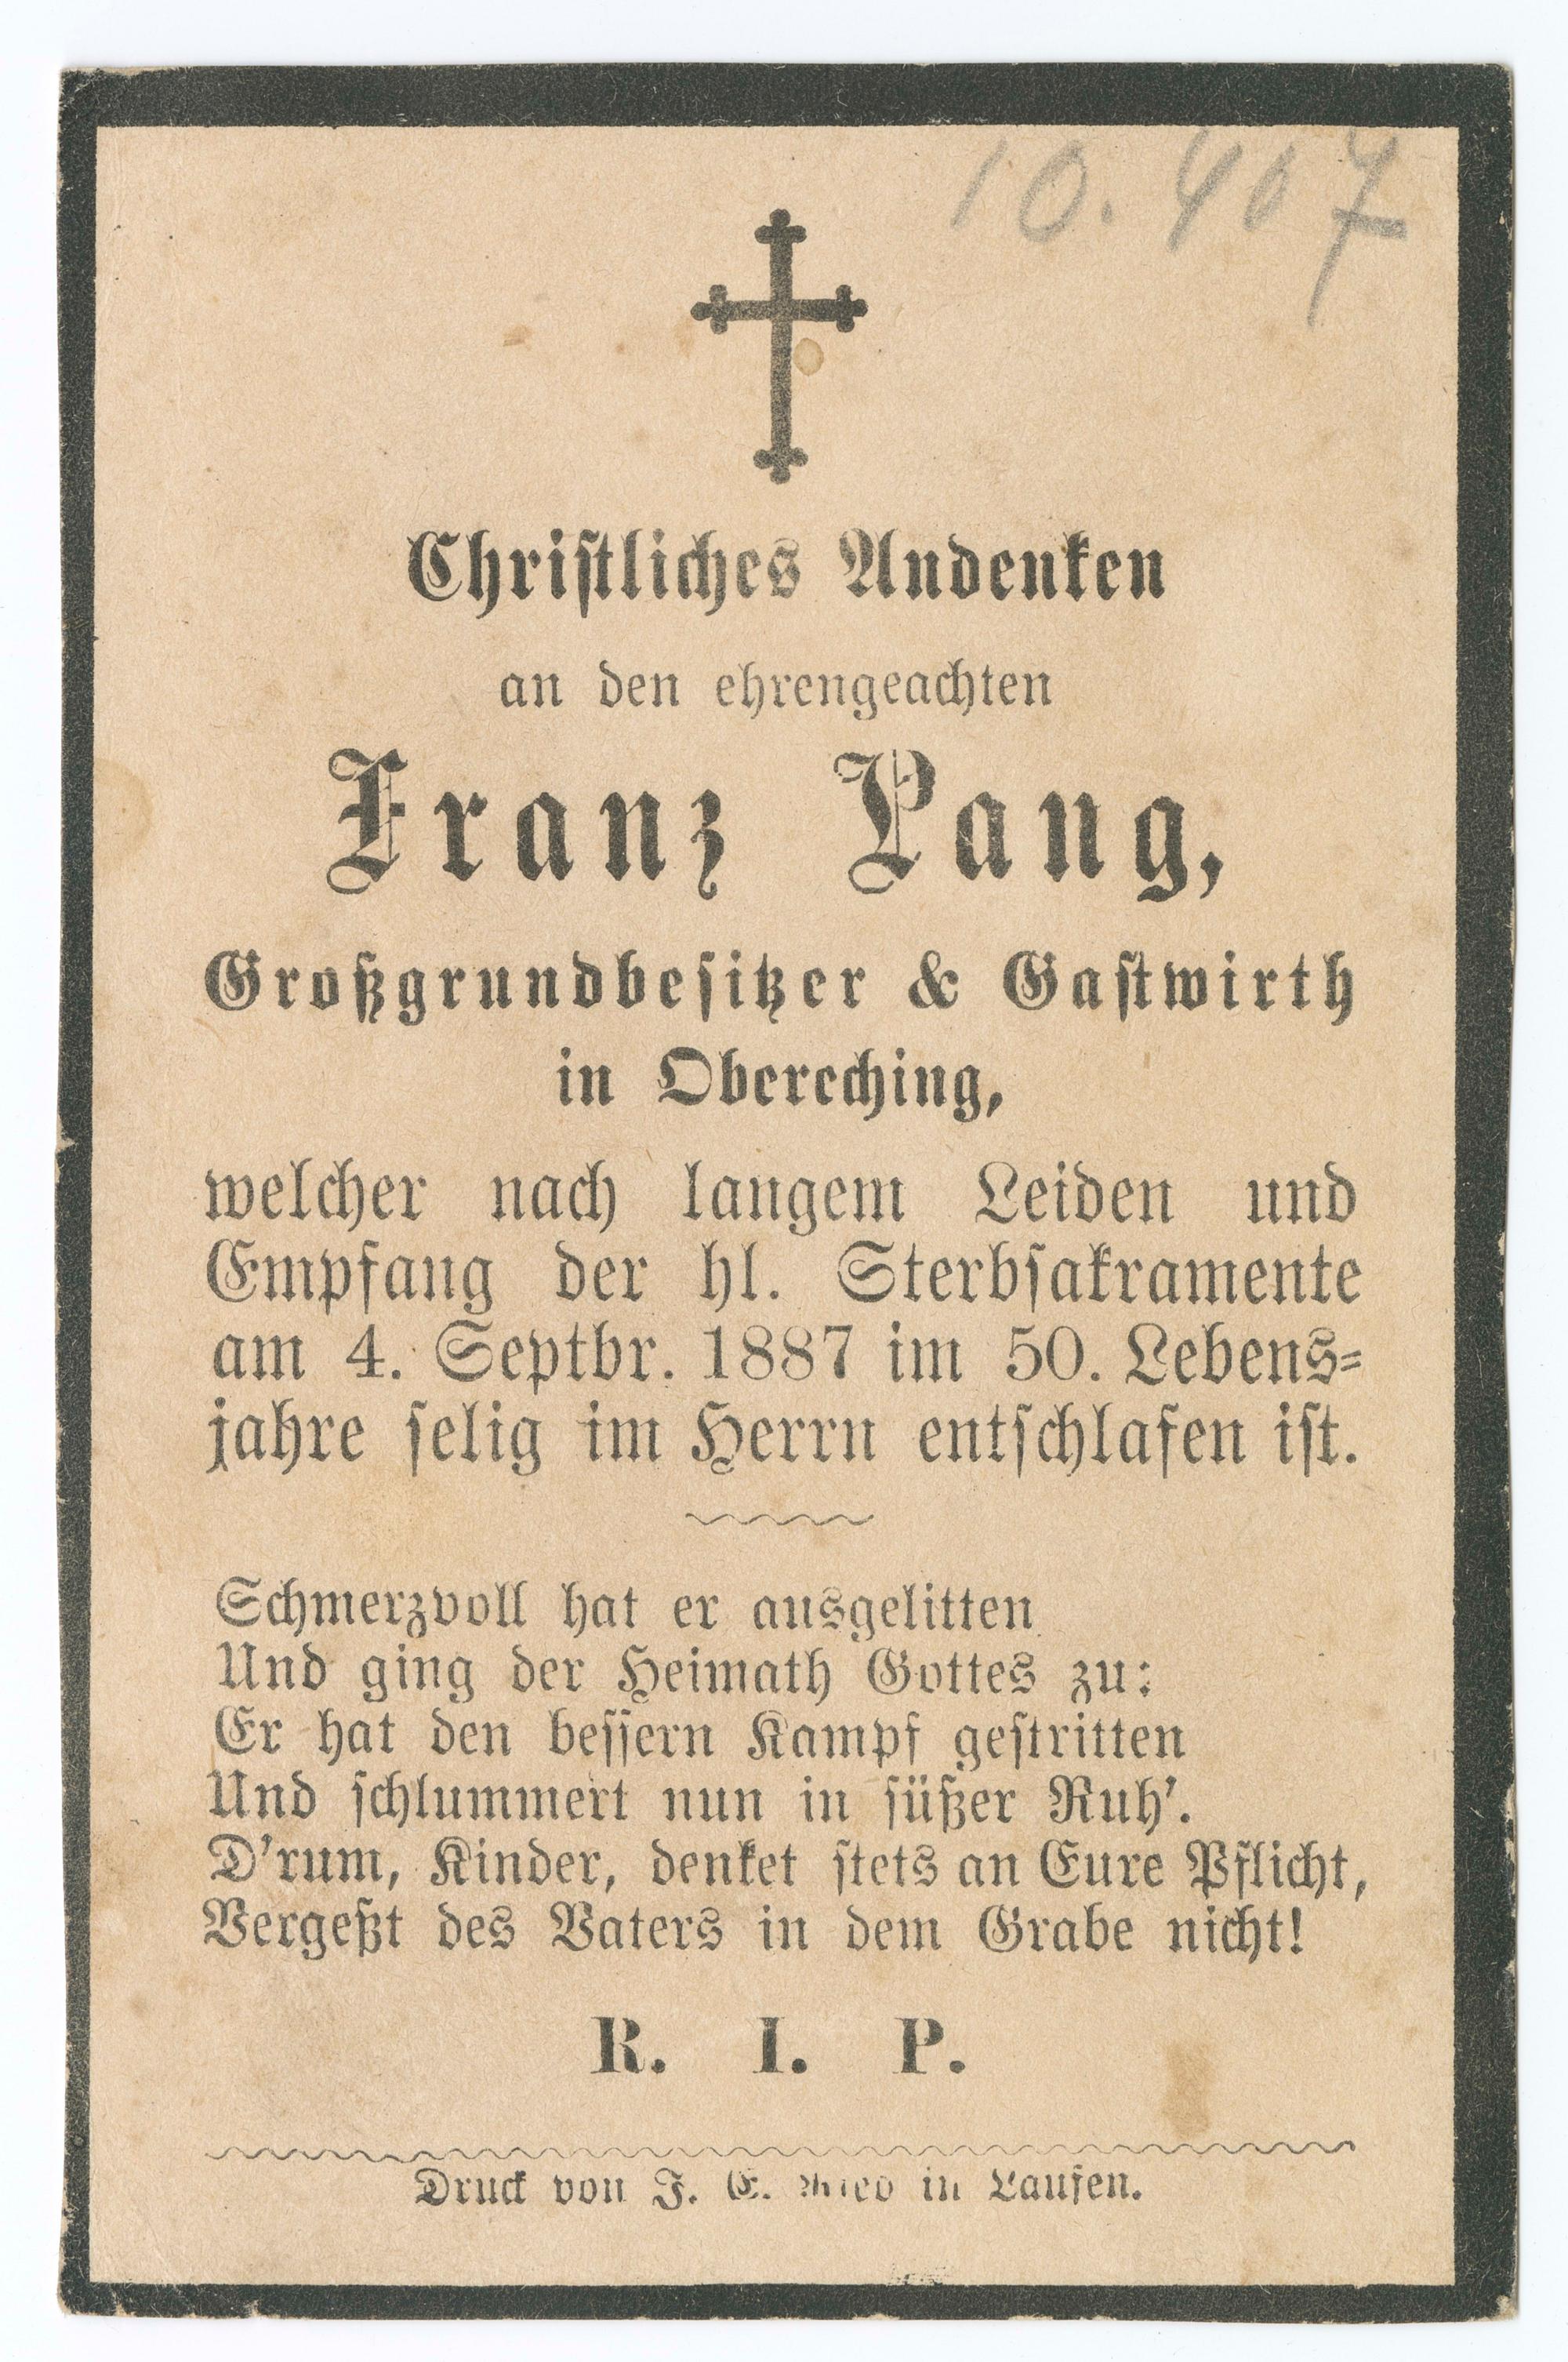 10.407
Christliches Andenken
an den ehrengeachten
Franz Pang,
Großgrundbesitzer & Gastwirth
in Obereching,
welcher nach langem Leiden und
Empfang der hl. Sterbsakramente
am 4. Septbr. 1887 im 50. Lebens=
jahre selig im Herrn entschlafen ist.
Schmerzvoll hat er ausgelitten
Und ging der Heimath Gottes zu:
Er hat den bessern Kampf gestritten
Und schlummert nun in süßer Ruh'.
D'rum, Kinder, denket stets an Eure Pflicht,
Vergeßt des Vaters in dem Grabe nicht!
R. I. P.
Druck von J. E. in Laufen.